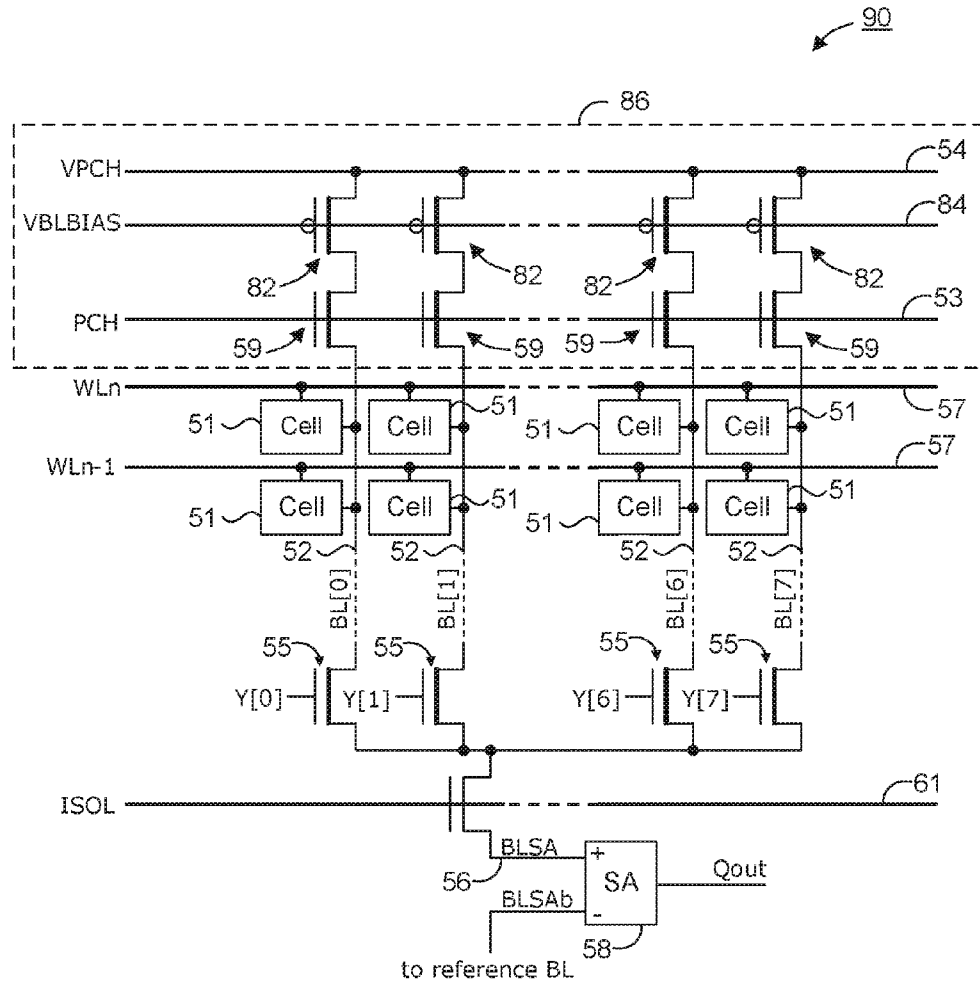 90
86
VPCH 54
VBLBIAS 84
82 82 82 82
PCH 53
59 59 59 59
WLn 57
51 Cell Cell 51 51 Cell Cell 51
WLn-1 57
51 Cell Cell 51 51 Cell Cell 51
52 52 52 52
BL[0] BL[1] BL[6] BL[7]
55 55 55 55
Y[0] Y[1] Y[6] Y[7]
ISOL 61
BLSA
56 + SA Qout
BLSAb -
58
to reference BL